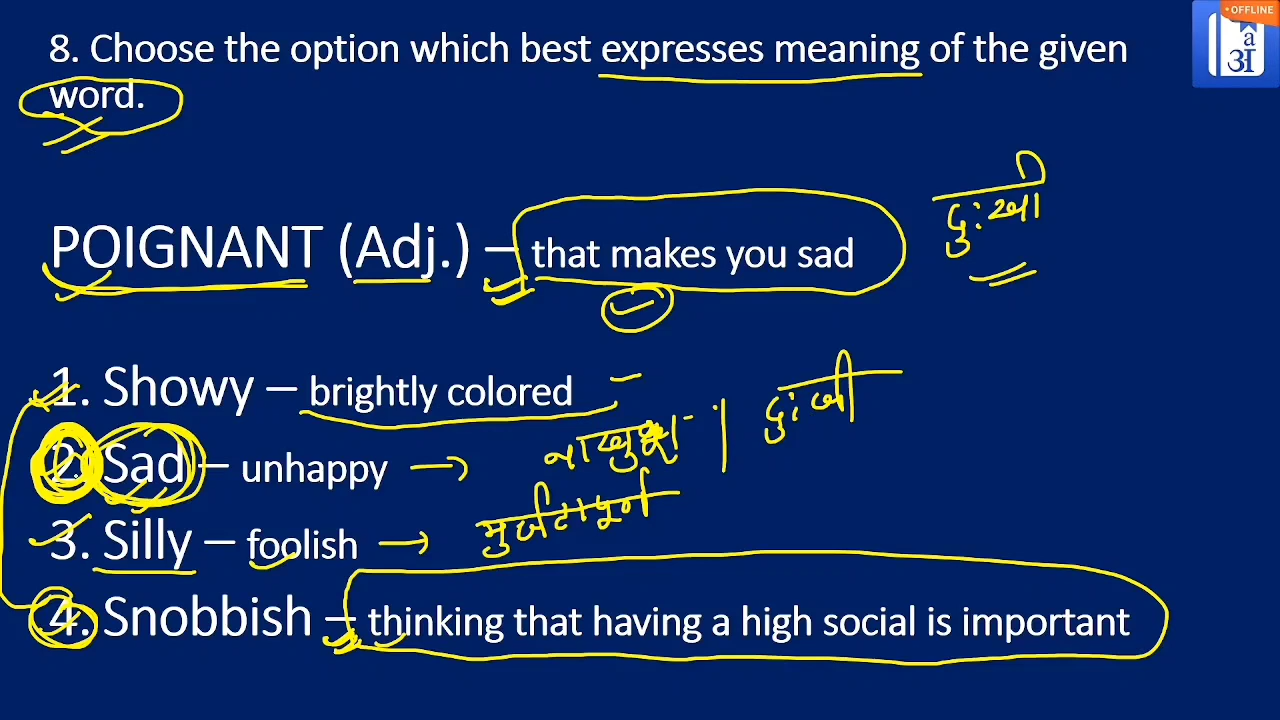 8. Choose the option which best expresses meaning of the given
word.
POIGNANT (Adj.) – that makes you sad
दुःखी
1. Showy – brightly colored
2. Sad – unhappy → नाखुश | दुःखी
3. Silly – foolish → मुर्खतापूर्ण
4. Snobbish – thinking that having a high social is important
•OFFLINE
a
अ